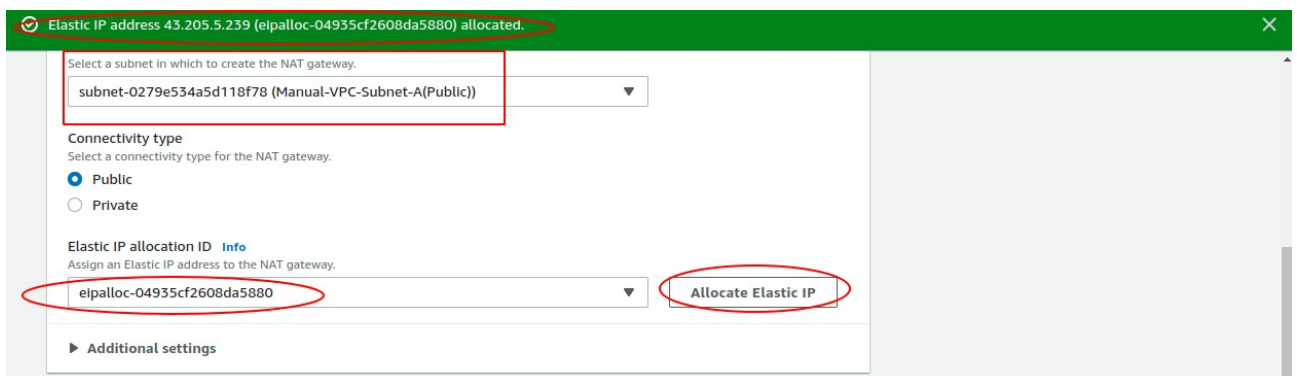 Elastic IP address 43.205.5.239 (eipalloc-04935cf2608da5880) allocated.
Select a subnet in which to create the NAT gateway.
subnet-0279e534a5d118f78 (Manual-VPC-Subnet-A(Public))
Connectivity type
Select a connectivity type for the NAT gateway.
Public
Private
Elastic IP allocation ID Info
Assign an Elastic IP address to the NAT gateway.
eipalloc-04935cf2608da5880
Allocate Elastic IP
Additional settings